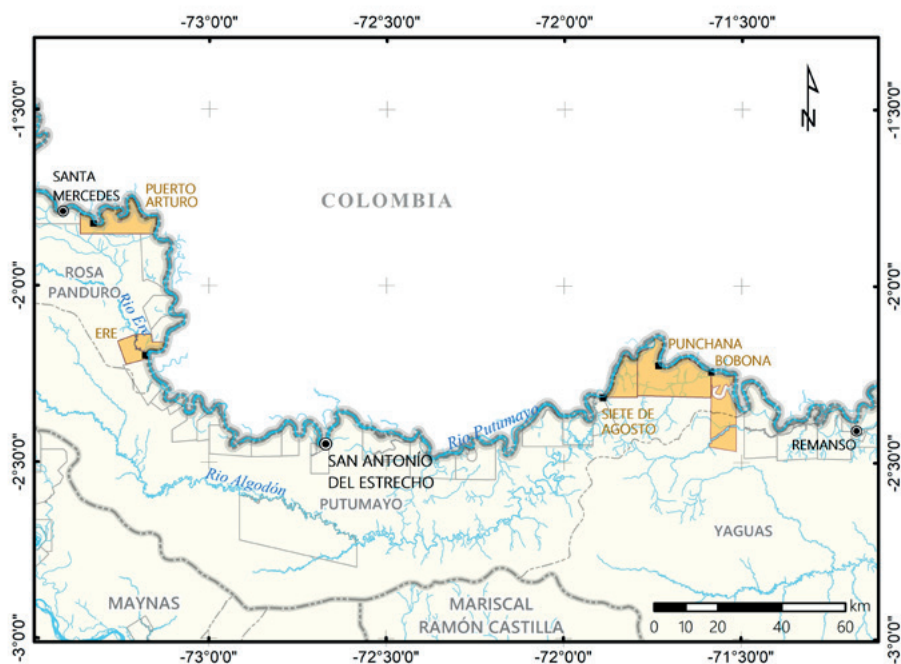 -73°0'0"
-72°30'0"
-72°0'0"
-71°30'0"
-1°30'0"
-1°30'0"
N
SANTA
MERCEDES
PUERTO
ARTURO
COLOMBIA
-2°0'0"
-2°0'0"
ROSA
PANDURO
Rio Ere
ERE
PUNCHANA
BOBONA
SIETE DE
AGOSTO
Rio Putumayo
REMANSO
-2°30'0"
-2°30'0"
SAN ANTONIO
DEL ESTRECHO
Rio Algodón
PUTUMAYO
YAGUAS
MAYNAS
MARISCAL
RAMÓN CASTILLA
km
0 10 20 40 60
-3°0'0"
-3°0'0"
-73°0'0"
-72°30'0"
-72°0'0"
-71°30'0"